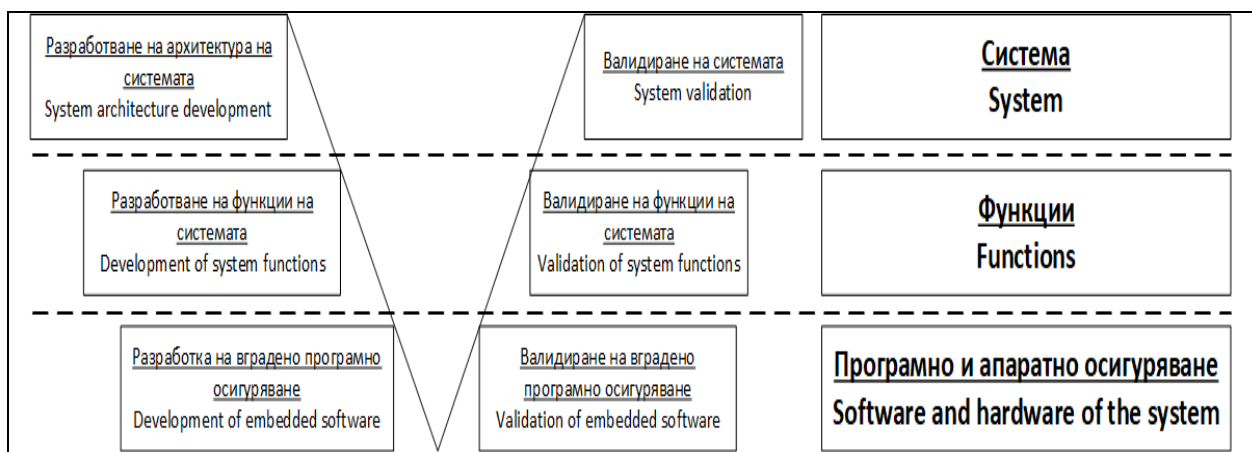 Разработване на архитектура на
системата
System architecture development
Валидиране на системата
System validation
Система
System
Разработване на функции на
системата
Development of system functions
Валидиране на функции на
системата
Validation of system functions
Функции
Functions
Разработка на вградено програмно
осигуряване
Development of embedded software
Валидиране на вградено
програмно осигуряване
Validation of embedded software
Програмно и апаратно осигуряване
Software and hardware of the system